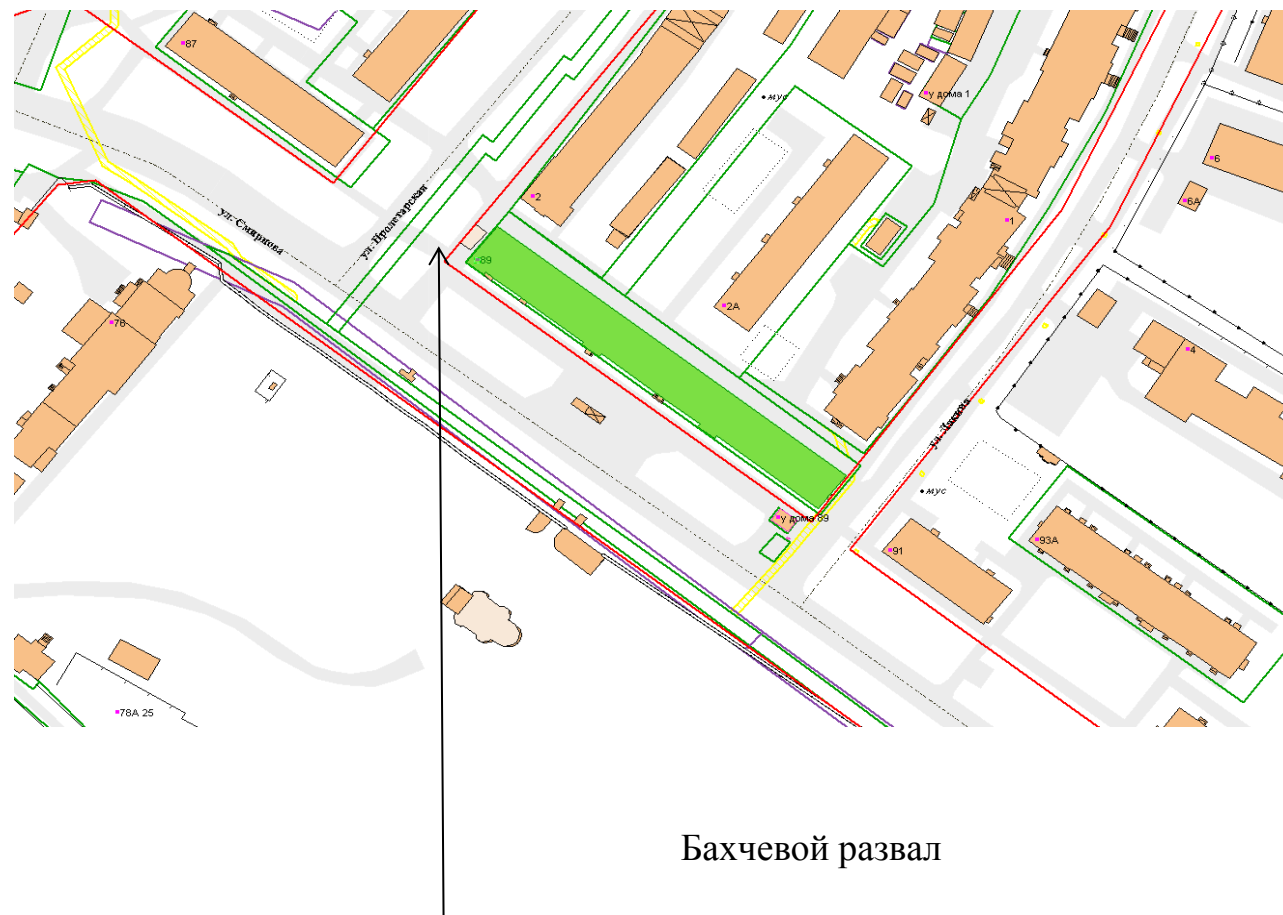 87
у дома 1
мус
6
6А
2
1
ул. Смирнова
ул. Пролетарская
89
2А
76
4
мус
у дома 89
91
93А
78А 25
Бахчевой развал